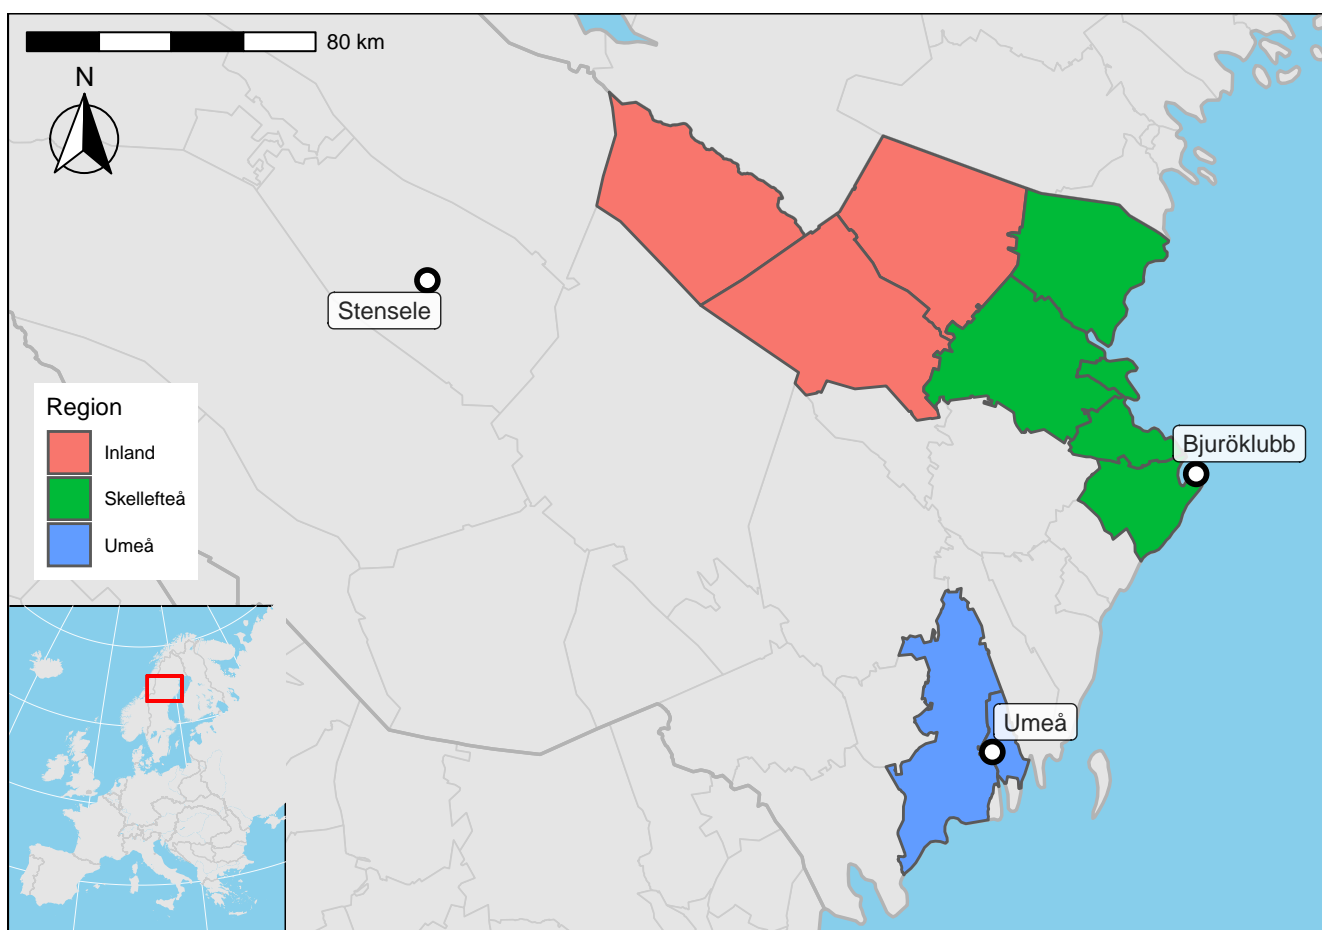 80 km
N
Stensele
Region
Inland
Skellefteå
Umeå
Bjuröklubb
Umeå